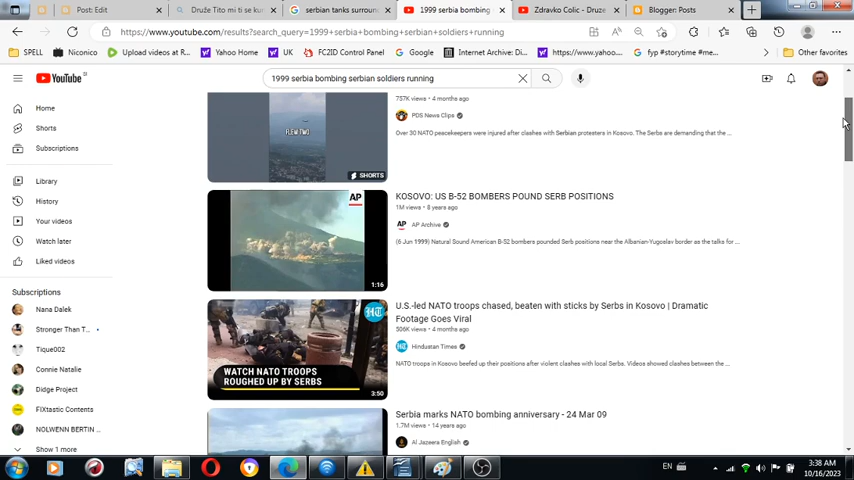 Post: Edit
Druže Tito mi ti se kun
serbian tanks surroun
1999 serbia bombing
Zdravko Colic - Druze
Blogger: Posts
https://www.youtube.com/results?search_query=1999+serbia+bombing+serbian+soldiers+running
SPELL
Niconico
Upload videos at R...
Yahoo Home
UK
FCZID Control Panel
Google
Internet Archive: Di...
https://www.yahoo....
fyp #storytime #me...
Other favorites
YouTube
1999 serbia bombing serbian soldiers running
Home
Shorts
Subscriptions
Library
History
Your videos
Watch later
Liked videos
Subscriptions
Nana Dalek
Stronger Than T...
Tique002
Connie Natalie
Didge Project
FIXtastic Contents
NOLWENN BERTIN ...
Show 1 more
FLEW TWO
SHORTS
757K views • 4 months ago
PDS News Clips
Over 30 NATO peacekeepers were injured after clashes with Serbian protesters in Kosovo. The Serbs are demanding that the ...
AP
1:16
KOSOVO: US B-52 BOMBERS POUND SERB POSITIONS
1M views • 8 years ago
AP Archive
(6 Jun 1999) Natural Sound American B-52 bombers pounded Serb positions near the Albanian-Yugoslav border as the talks for ...
HT
WATCH NATO TROOPS
ROUGHED UP BY SERBS
3:50
U.S.-led NATO troops chased, beaten with sticks by Serbs in Kosovo | Dramatic
Footage Goes Viral
506K views • 4 months ago
Hindustan Times
NATO troops in Kosovo beefed up their positions after violent clashes with local Serbs. Videos showed clashes between the ...
Serbia marks NATO bombing anniversary - 24 Mar 09
1.7M views • 14 years ago
Al Jazeera English
EN
3:38 AM
10/16/2023